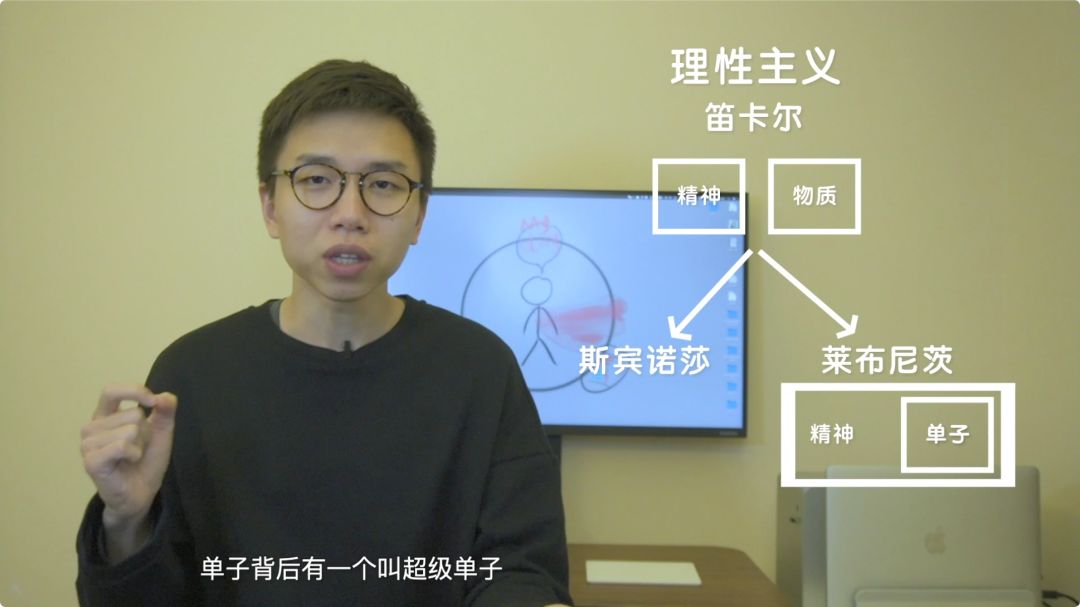 理性主义
笛卡尔
精神
物质
斯宾诺莎
莱布尼茨
精神
单子
单子背后有一个叫超级单子